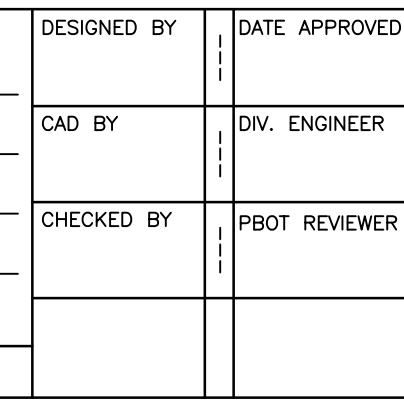 DESIGNED BY
DATE APPROVED
CAD BY
DIV. ENGINEER
CHECKED BY
PBOT REVIEWER